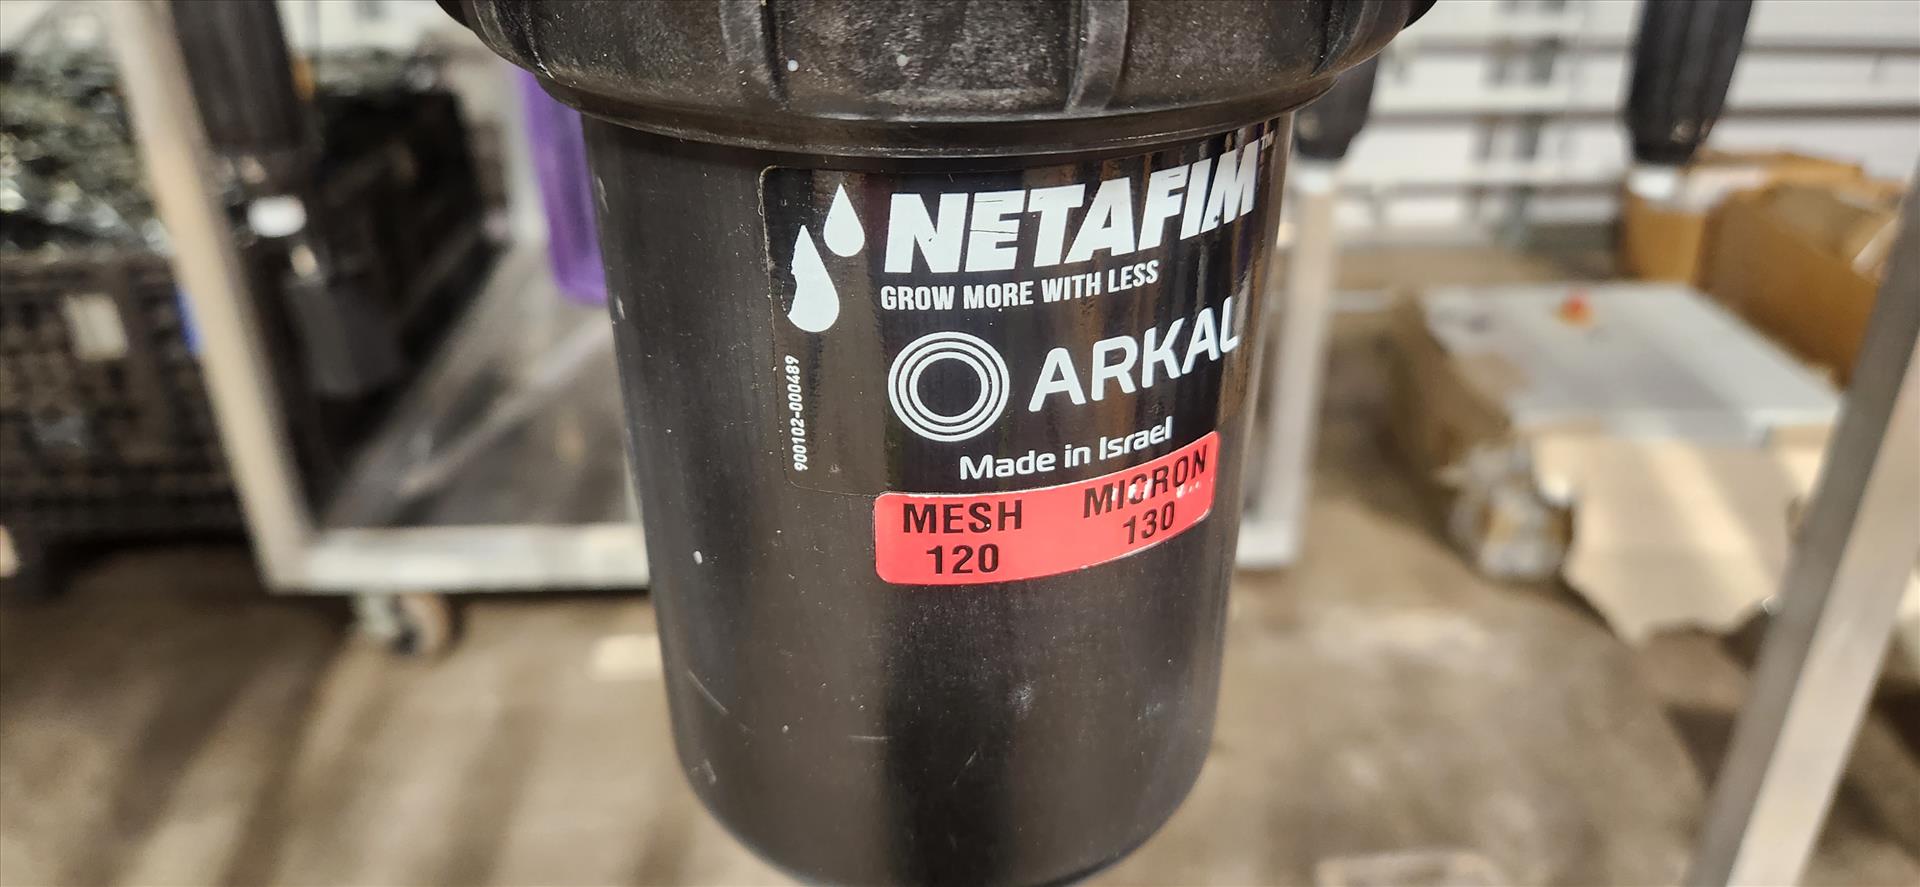 NETAFIM™
GROW MORE WITH LESS
ARKAL
Made in Israel
900102-000489
MESH MICRON
120 130